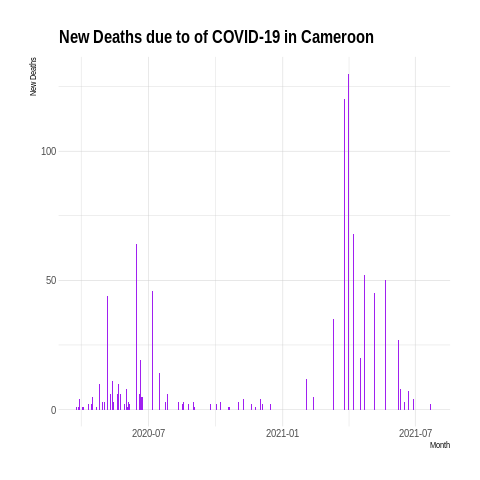 New Deaths due to of COVID-19 in Cameroon
New Deaths
100
50
0
2020-07
2021-01
2021-07
Month